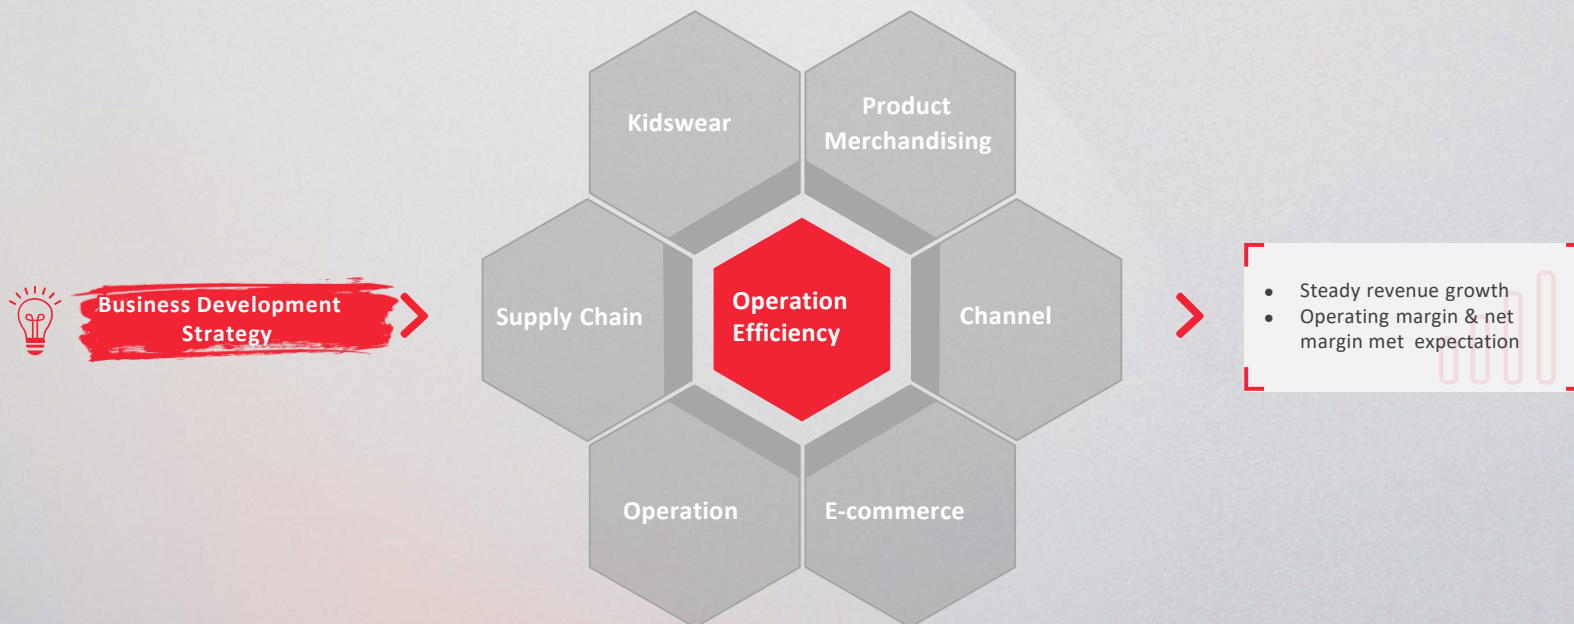 Kidswear
Product
Merchandising
Business Development
Strategy
Supply Chain
Operation
Efficiency
Channel
• Steady revenue growth
• Operating margin & net
margin met expectation
Operation
E-commerce